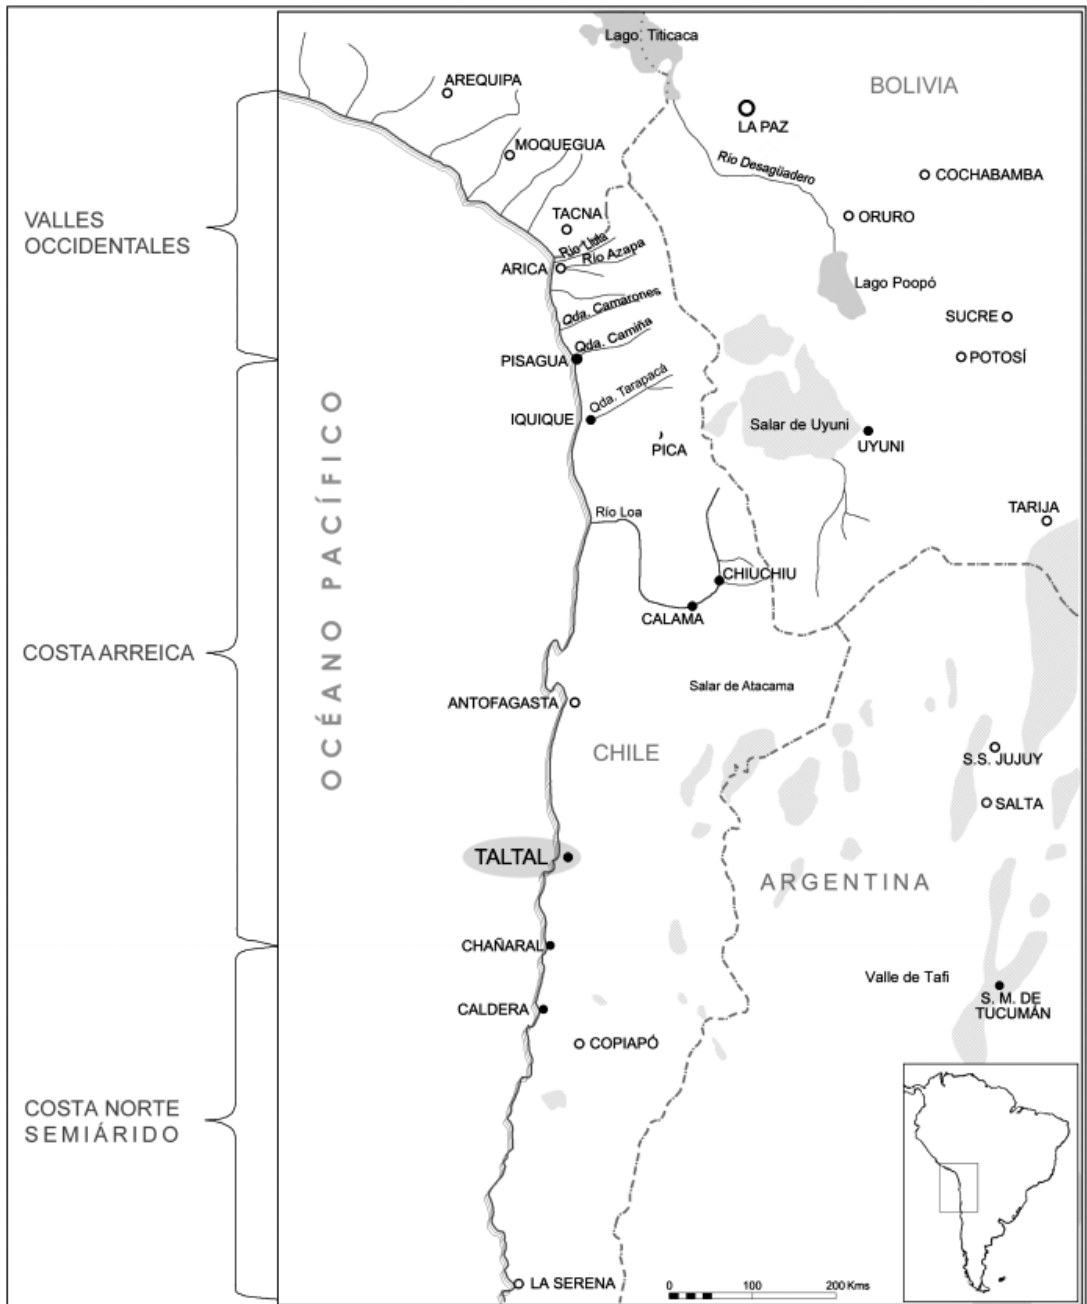 Lago. Titicaca
BOLIVIA
AREQUIPA
LA PAZ
MOQUEGUA
Río Desagüadero
COCHABAMBA
VALLES
OCCIDENTALES
TACNA
ORURO
Río Lluta
Río Azapa
ARICA
Lago Poopó
Qda. Camarones
SUCRE
Qda. Camiña
PISAGUA
POTOSÍ
Qda. Tarapacá
IQUIQUE
Salar de Uyuni
UYUNI
PICA
OCÉANO PACÍFICO
Río Loa
TARIJA
CHIUCHIU
CALAMA
COSTA ARREICA
Salar de Atacama
ANTOFAGASTA
CHILE
S.S. JUJUY
SALTA
TALTAL
ARGENTINA
CHAÑARAL
Valle de Tafi
S. M. DE
TUCUMÁN
CALDERA
COPIAPÓ
COSTA NORTE
SEMIÁRIDO
LA SERENA
0 100 200 Kms